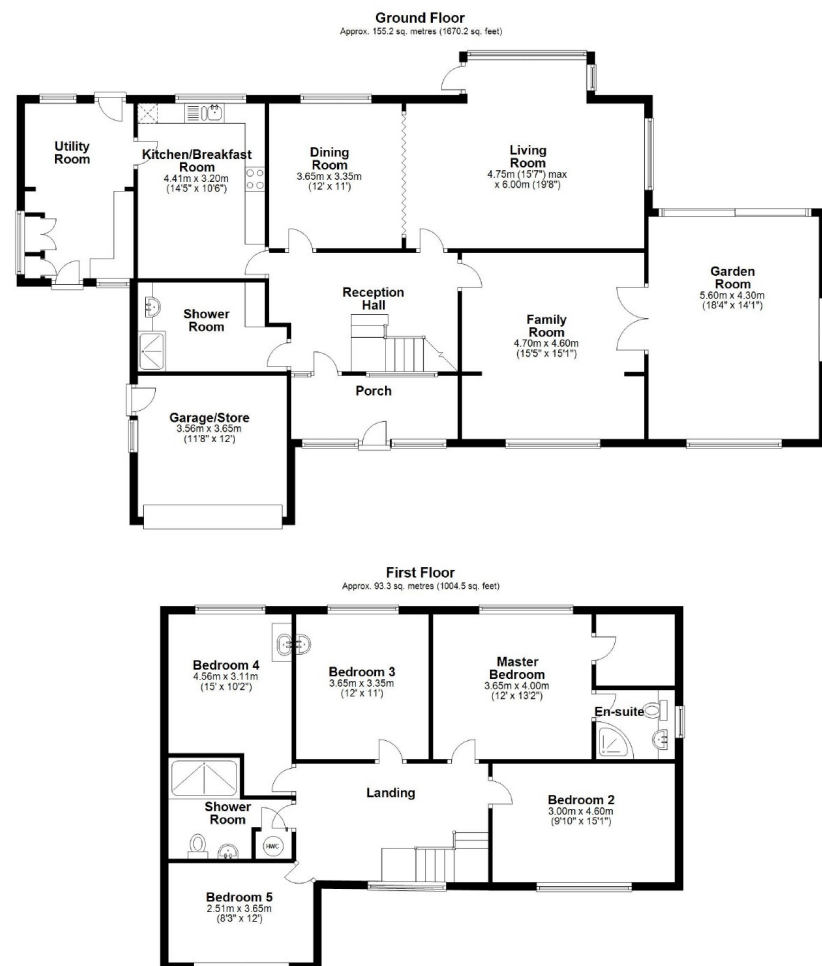 Ground Floor
Approx. 155.2 sq. metres (1670.2 sq. feet)
Utility
Room
Kitchen/Breakfast
Room
4.41m x 3.20m
(14'5" x 10'6")
Dining
Room
3.65m x 3.35m
(12' x 11')
Living
Room
4.75m (15'7") max
x 6.00m (19'8")
Garden
Room
5.60m x 4.30m
(18'4" x 14'1")
Shower
Room
Reception
Hall
Family
Room
4.70m x 4.60m
(15'5" x 15'1")
Porch
Garage/Store
3.56m x 3.65m
(11'8" x 12')
First Floor
Approx. 93.3 sq. metres (1004.5 sq. feet)
Bedroom 4
4.56m x 3.11m
(15' x 10'2")
Bedroom 3
3.65m x 3.35m
(12' x 11')
Master
Bedroom
3.65m x 4.00m
(12' x 13'2")
En-suite
Landing
Shower
Room
HWC
Bedroom 2
3.00m x 4.60m
(9'10" x 15'1")
Bedroom 5
2.51m x 3.65m
(8'3" x 12')